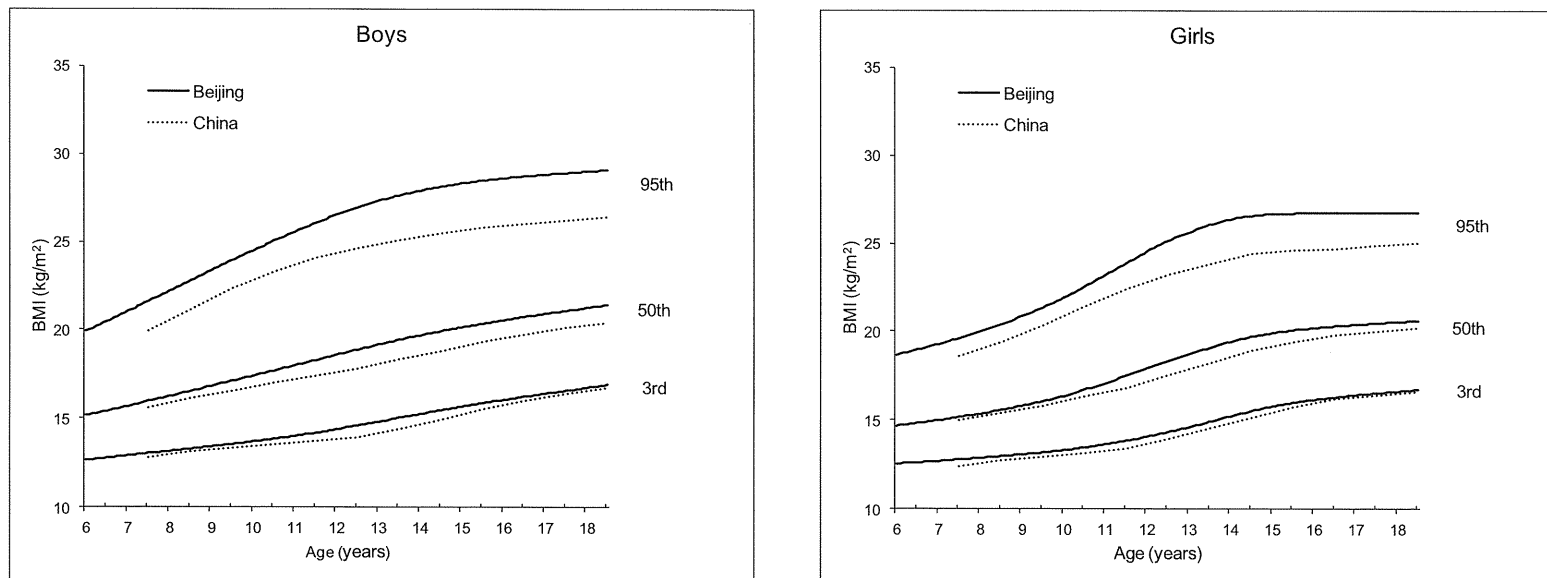 Boys
35
30
25
20
15
10
BMI (kg/m²)
Beijing
China
95th
50th
3rd
6 7 8 9 10 11 12 13 14 15 16 17 18
Age (years)
Girls
35
30
25
20
15
10
BMI (kg/m²)
Beijing
China
95th
50th
3rd
6 7 8 9 10 11 12 13 14 15 16 17 18
Age (years)